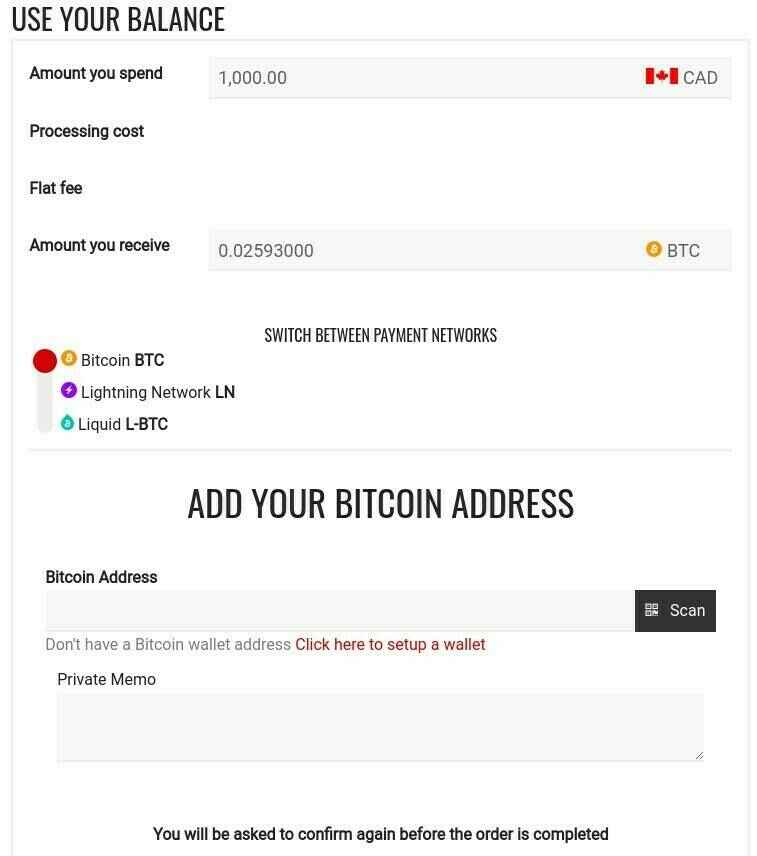 USE YOUR BALANCE
Amount you spend 1,000.00 CAD
Processing cost
Flat fee
Amount you receive 0.02593000 BTC
SWITCH BETWEEN PAYMENT NETWORKS
Bitcoin BTC
Lightning Network LN
Liquid L-BTC
ADD YOUR BITCOIN ADDRESS
Bitcoin Address
Scan
Don't have a Bitcoin wallet address Click here to setup a wallet
Private Memo
You will be asked to confirm again before the order is completed